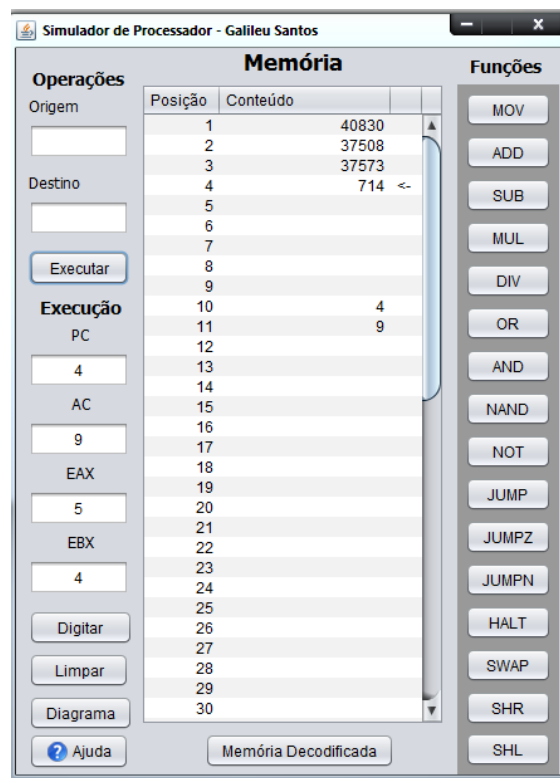 Simulador de Processador - Galileu Santos
x
Operações
Origem
Destino
Executar
Execução
PC
4
AC
9
EAX
5
EBX
4
Digitar
Limpar
Diagrama
? Ajuda
Memória
Posição Conteúdo
1 40830
2 37508
3 37573
4 714 <-
5
6
7
8
9
10 4
11 9
12
13
14
15
16
17
18
19
20
21
22
23
24
25
26
27
28
29
30
Memória Decodificada
Funções
MOV
ADD
SUB
MUL
DIV
OR
AND
NAND
NOT
JUMP
JUMPZ
JUMPN
HALT
SWAP
SHR
SHL